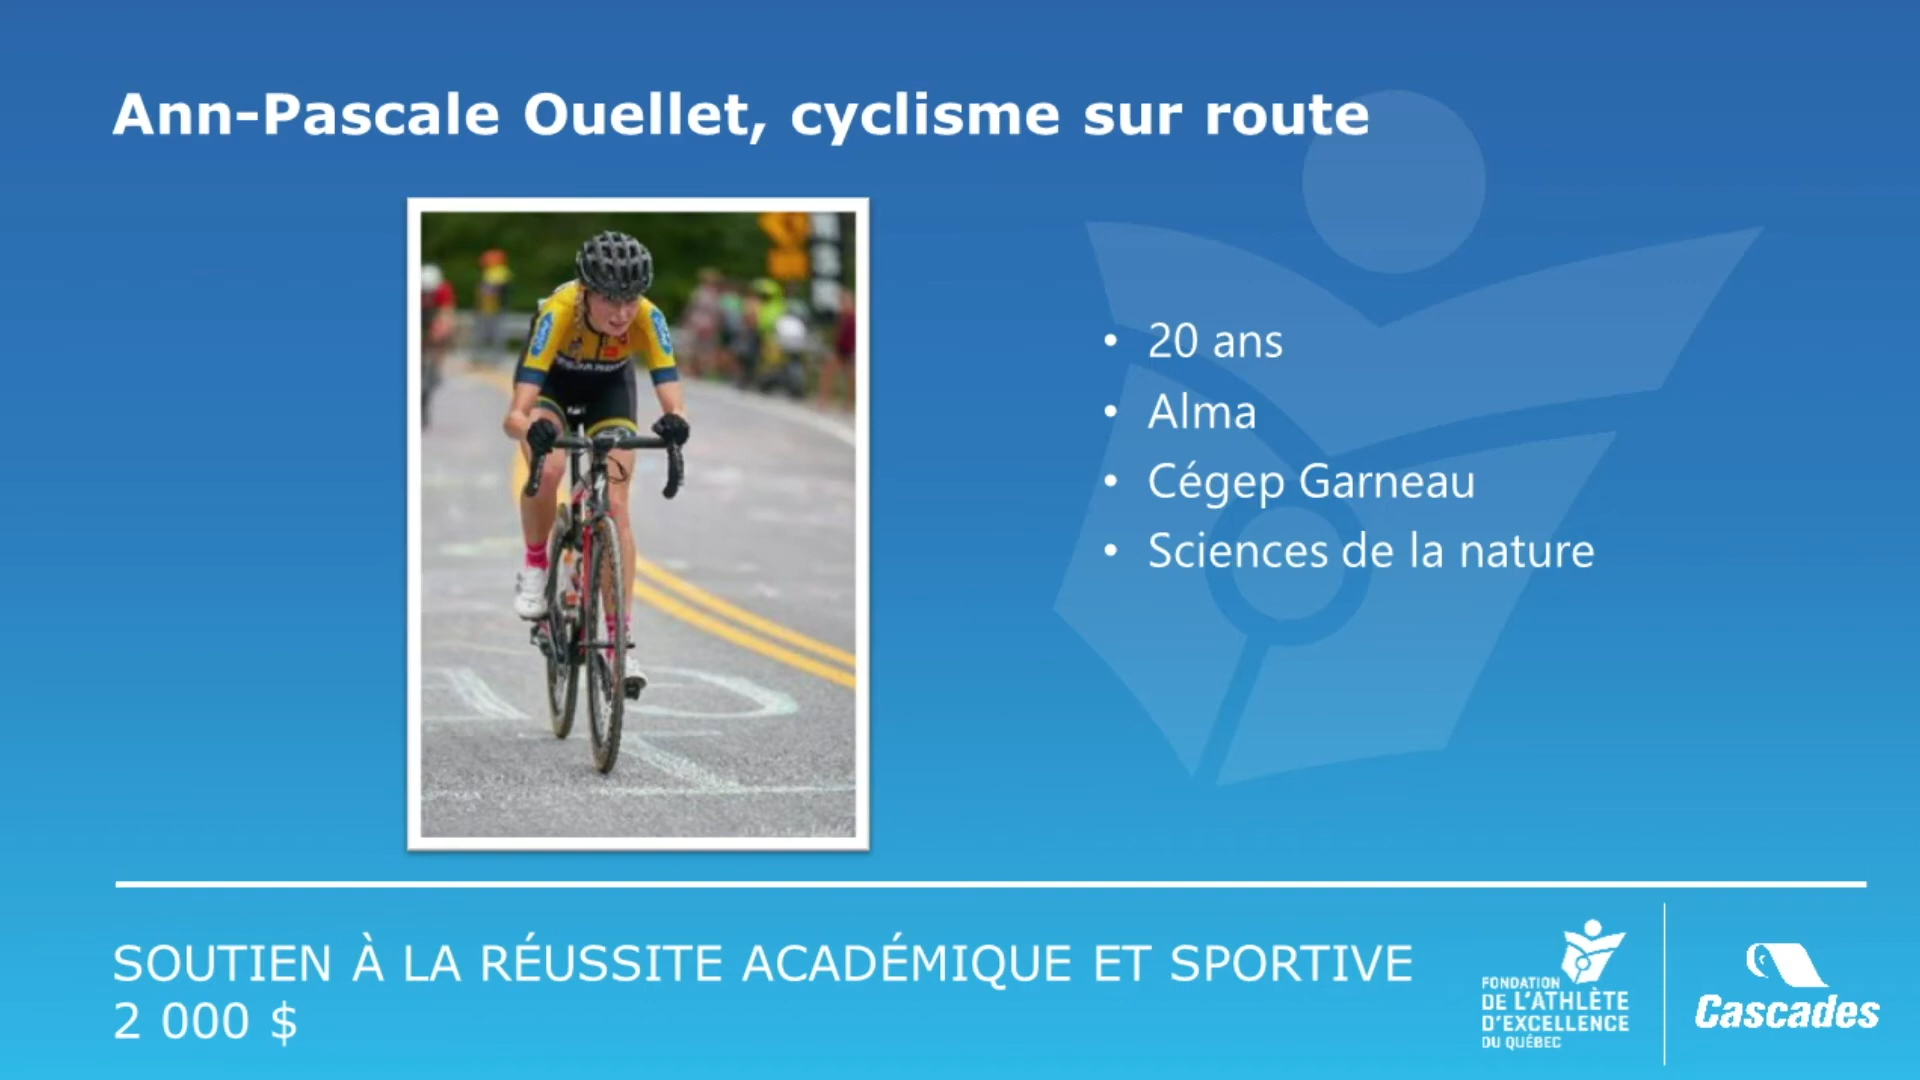 Ann-Pascale Ouellet, cyclisme sur route
• 20 ans
• Alma
• Cégep Garneau
• Sciences de la nature
SOUTIEN À LA RÉUSSITE ACADÉMIQUE ET SPORTIVE
2 000 $
FONDATION
DE L'ATHLÈTE
D'EXCELLENCE
DU QUÉBEC
Cascades